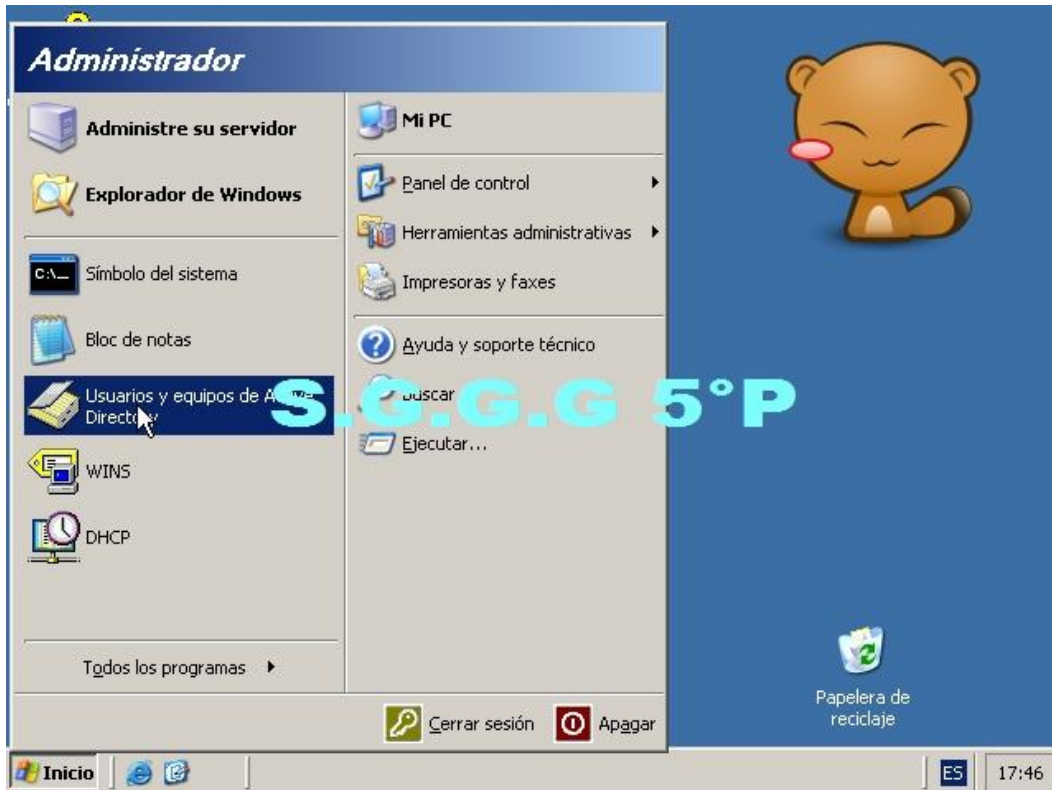 Administrador
Administre su servidor
Explorador de Windows
C:\_
Símbolo del sistema
Bloc de notas
Usuarios y equipos de
Directory
WINS
DHCP
Todos los programas
Mi PC
Panel de control
Herramientas administrativas
Impresoras y faxes
Ayuda y soporte técnico
Buscar
Ejecutar...
S.G.G.G 5°P
Cerrar sesión
Apagar
Papelera de
reciclaje
Inicio
ES
17:46